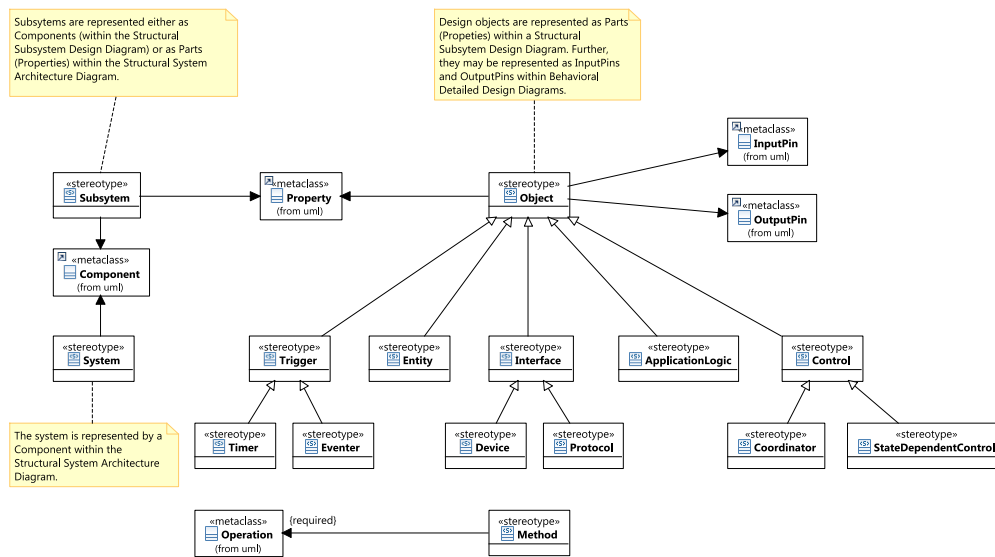 Subsytems are represented either as
Components (within the Structural
Subsystem Design Diagram) or as Parts
(Properties) within the Structural System
Architecture Diagram.
Design objects are represented as Parts
(Propeties) within a Structural
Subsytem Design Diagram. Further,
they may be represented as InputPins
and OutputPins within Behavioral
Detailed Design Diagrams.
«metaclass»
InputPin
(from uml)
«stereotype»
Subsytem
«metaclass»
Property
(from uml)
«stereotype»
Object
«metaclass»
OutputPin
(from uml)
«metaclass»
Component
(from uml)
«stereotype»
System
«stereotype»
Trigger
«stereotype»
Entity
«stereotype»
Interface
«stereotype»
ApplicationLogic
«stereotype»
Control
The system is represented by a
Component within the
Structural System Architecture
Diagram.
«stereotype»
Timer
«stereotype»
Eventer
«stereotype»
Device
«stereotype»
Protocol
«stereotype»
Coordinator
«stereotype»
StateDependentControl
«metaclass»
Operation
(from uml)
{required}
«stereotype»
Method